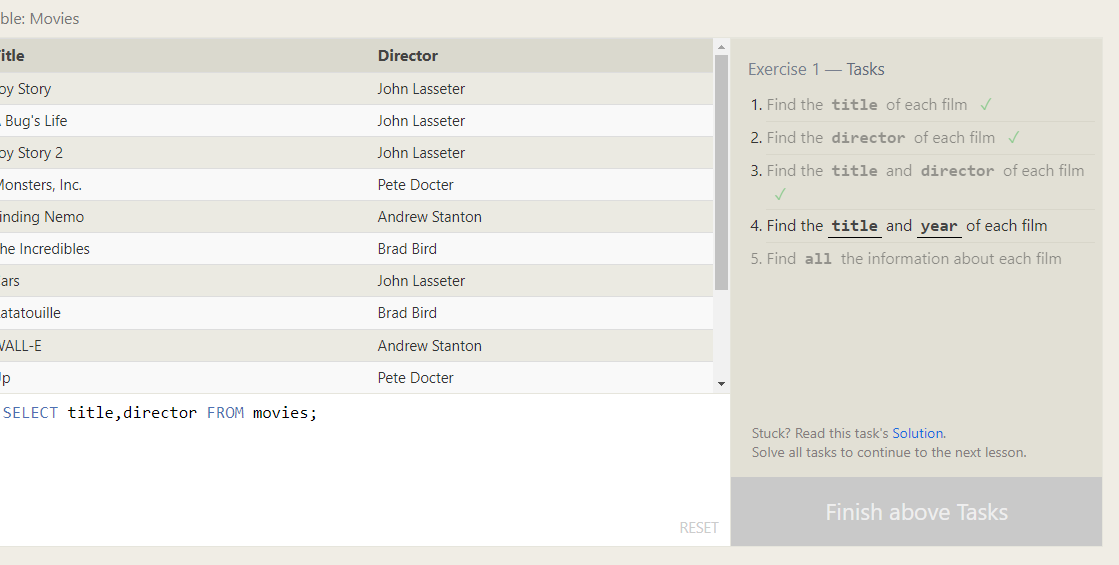 ble: Movies
itle Director
oy Story John Lasseter
A Bug's Life John Lasseter
oy Story 2 John Lasseter
Monsters, Inc. Pete Docter
inding Nemo Andrew Stanton
he Incredibles Brad Bird
ars John Lasseter
atatouille Brad Bird
WALL-E Andrew Stanton
Up Pete Docter
SELECT title,director FROM movies;
RESET
Exercise 1 — Tasks
1. Find the title of each film ✓
2. Find the director of each film ✓
3. Find the title and director of each film
✓
4. Find the title and year of each film
5. Find all the information about each film
Stuck? Read this task's Solution.
Solve all tasks to continue to the next lesson.
Finish above Tasks